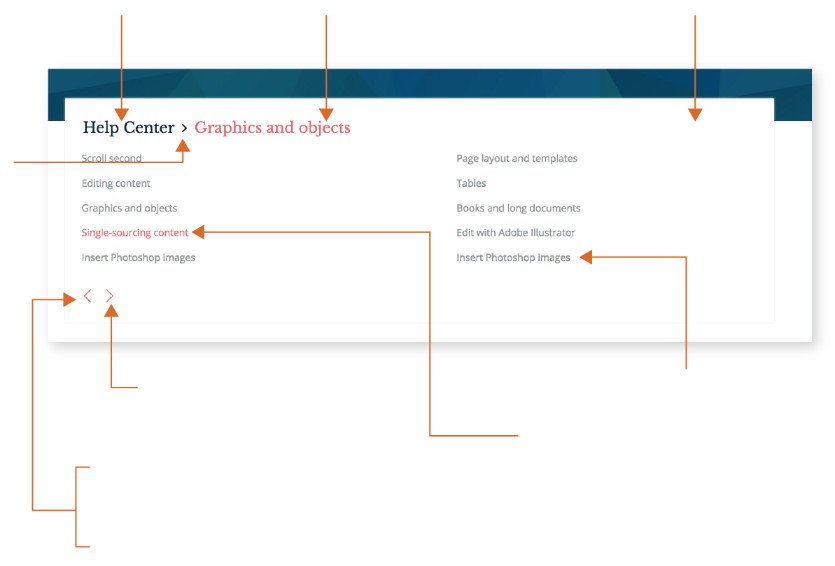 Help Center > Graphics and objects
Scroll second
Editing content
Graphics and objects
Single-sourcing content
Insert Photoshop images
Page layout and templates
Tables
Books and long documents
Edit with Adobe Illustrator
Insert Photoshop images